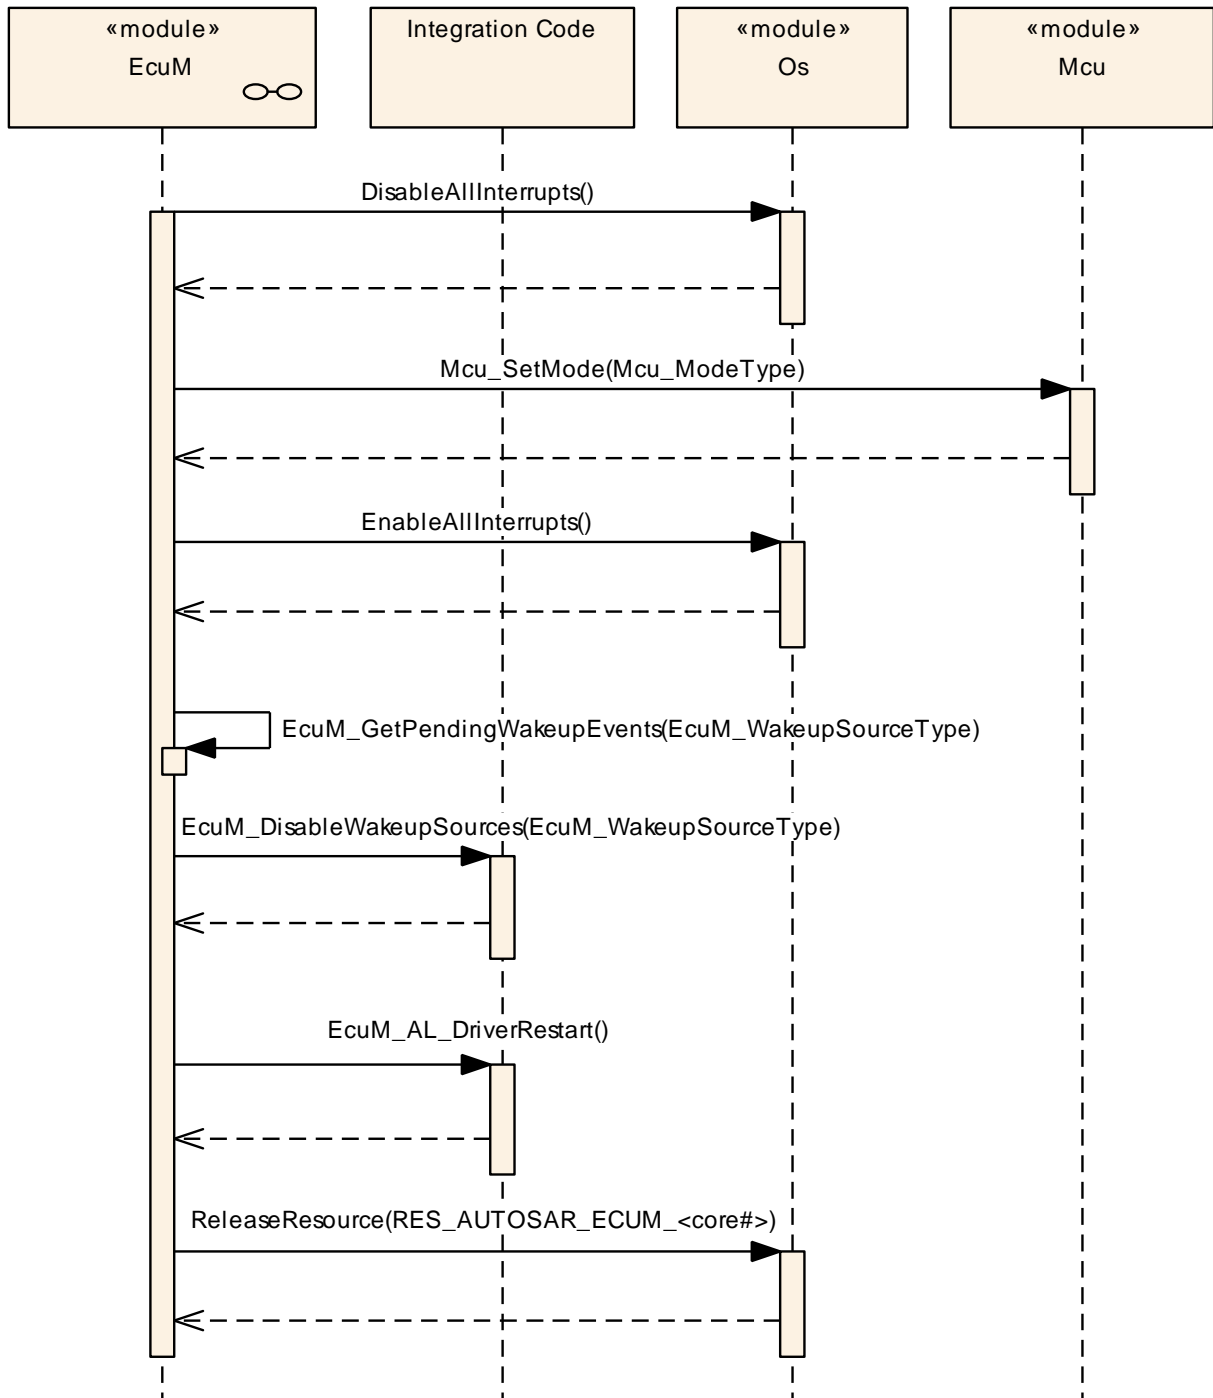 «module»
EcuM
Integration Code
«module»
Os
«module»
Mcu
DisableAllInterrupts()
Mcu_SetMode(Mcu_ModeType)
EnableAllInterrupts()
EcuM_GetPendingWakeupEvents(EcuM_WakeupSourceType)
EcuM_DisableWakeupSources(EcuM_WakeupSourceType)
EcuM_AL_DriverRestart()
ReleaseResource(RES_AUTOSAR_ECUM_<core#>)